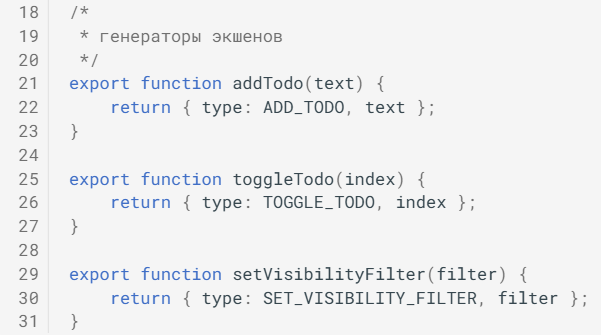 18 /*
19  * генераторы экшенов
20  */
21 export function addTodo(text) {
22     return { type: ADD_TODO, text };
23 }
24
25 export function toggleTodo(index) {
26     return { type: TOGGLE_TODO, index };
27 }
28
29 export function setVisibilityFilter(filter) {
30     return { type: SET_VISIBILITY_FILTER, filter };
31 }